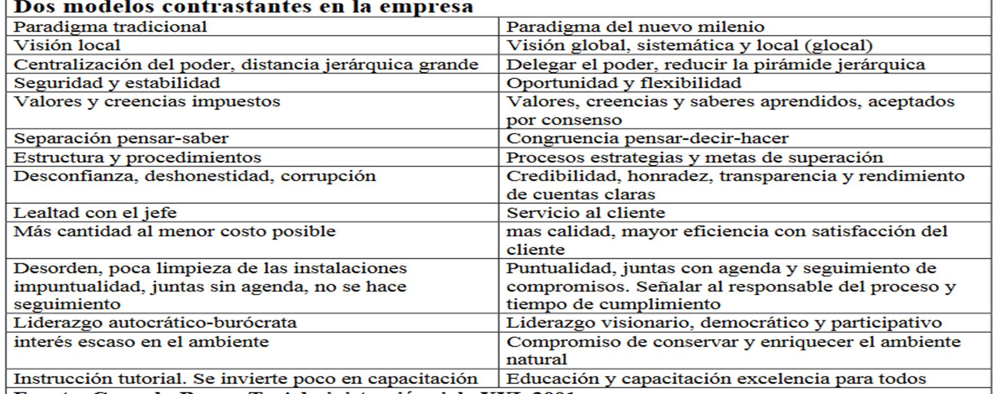 Dos modelos contrastantes en la empresa
Paradigma tradicional
Paradigma del nuevo milenio
Visión local
Visión global, sistemática y local (glocal)
Centralización del poder, distancia jerárquica grande
Delegar el poder, reducir la pirámide jerárquica
Seguridad y estabilidad
Oportunidad y flexibilidad
Valores y creencias impuestos
Valores, creencias y saberes aprendidos, aceptados
por consenso
Separación pensar-saber
Congruencia pensar-decir-hacer
Estructura y procedimientos
Procesos estrategias y metas de superación
Desconfianza, deshonestidad, corrupción
Credibilidad, honradez, transparencia y rendimiento
de cuentas claras
Lealtad con el jefe
Servicio al cliente
Más cantidad al menor costo posible
mas calidad, mayor eficiencia con satisfacción del
cliente
Desorden, poca limpieza de las instalaciones
impuntualidad, juntas sin agenda, no se hace
seguimiento
Puntualidad, juntas con agenda y seguimiento de
compromisos. Señalar al responsable del proceso y
tiempo de cumplimiento
Liderazgo autocrático-burócrata
Liderazgo visionario, democrático y participativo
interés escaso en el ambiente
Compromiso de conservar y enriquecer el ambiente
natural
Instrucción tutorial. Se invierte poco en capacitación
Educación y capacitación excelencia para todos